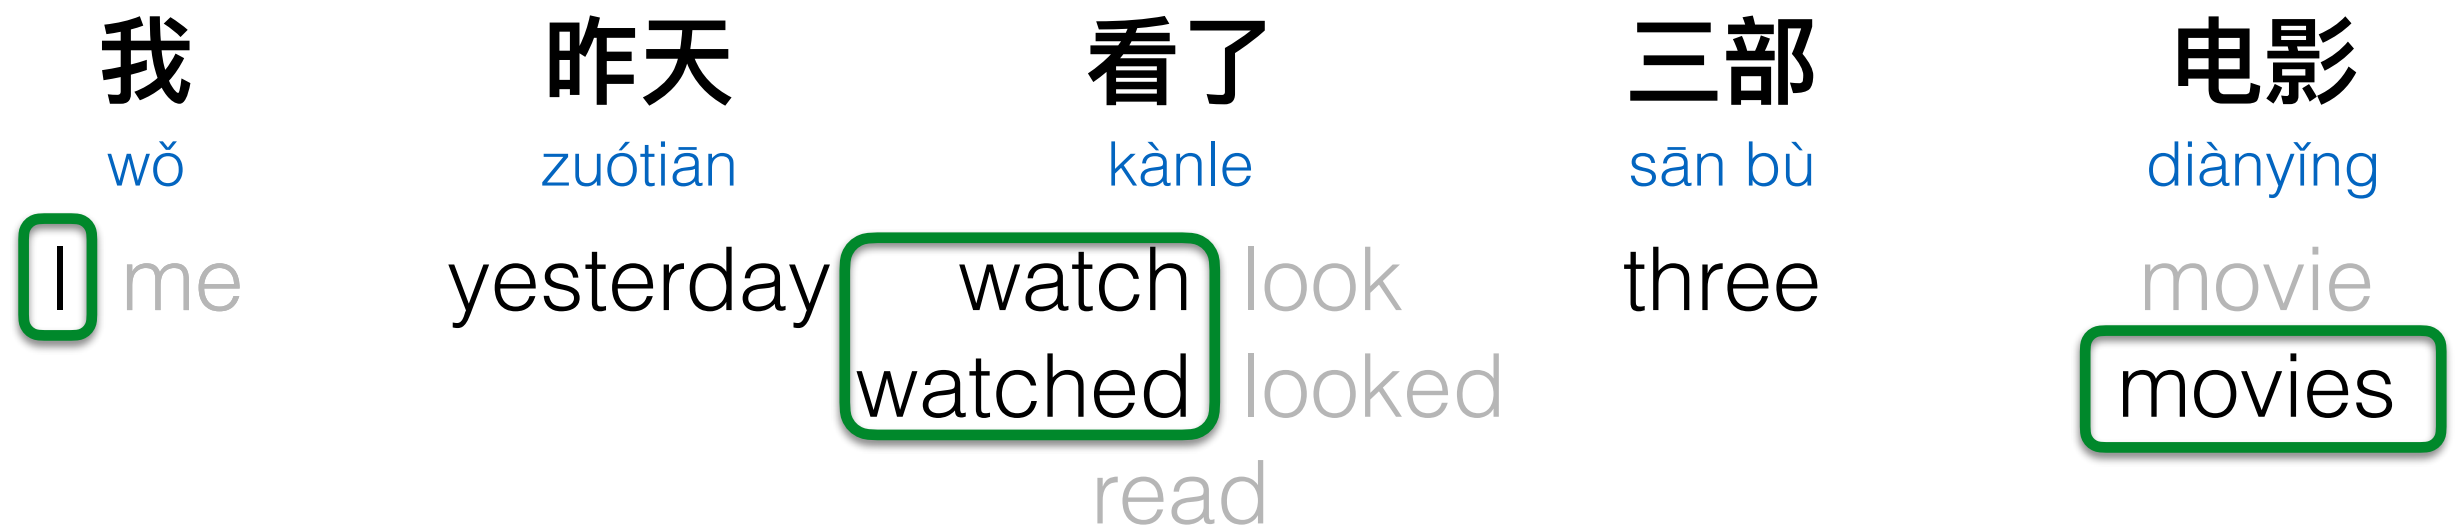 我 昨天 看了 三部 电影
wǒ zuótiān kànle sān bù diànyǐng
I me yesterday watch look three movie
watched looked movies
read